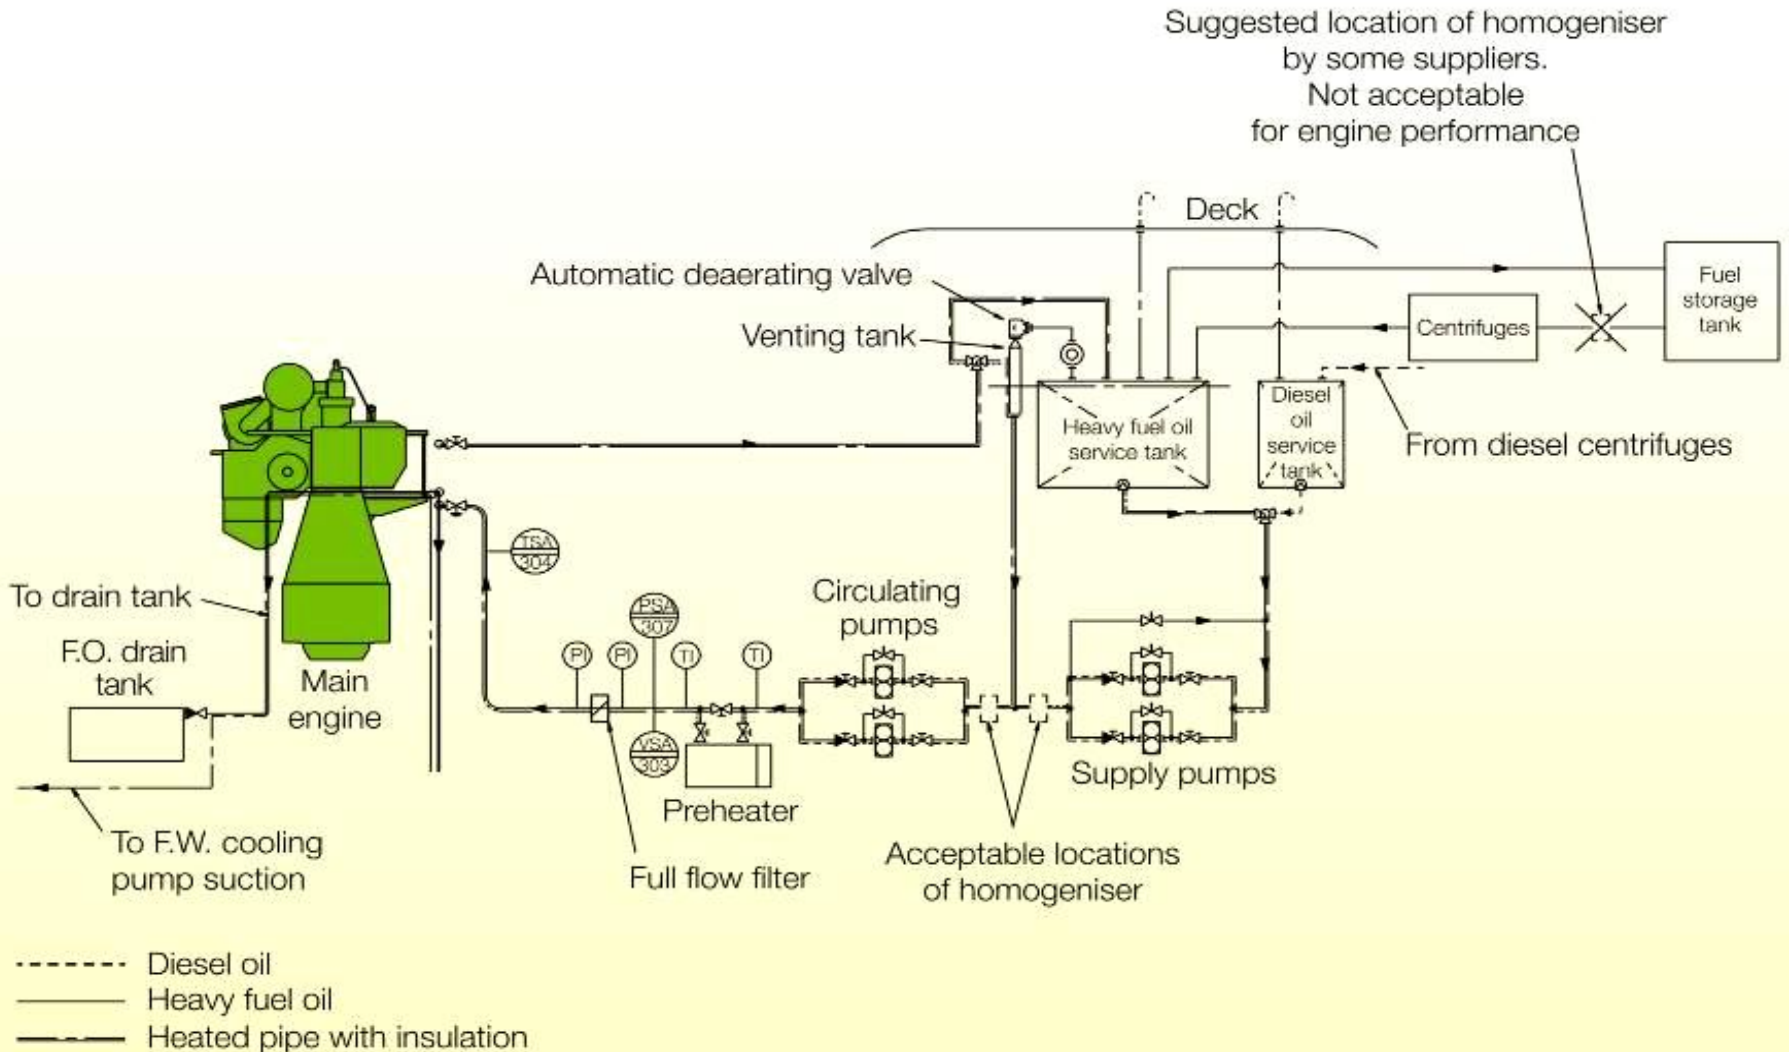 Suggested location of homogeniser
by some suppliers.
Not acceptable
for engine performance
Deck
Automatic deaerating valve
Venting tank
Fuel
storage
tank
Centrifuges
Heavy fuel oil
service tank
Diesel
oil
service
tank
From diesel centrifuges
TSA
304
To drain tank
F.O. drain
tank
Main
engine
PI
PI
PSA
307
TI
TI
VSA
303
Circulating
pumps
Preheater
Supply pumps
Full flow filter
Acceptable locations
of homogeniser
To F.W. cooling
pump suction
Diesel oil
Heavy fuel oil
Heated pipe with insulation